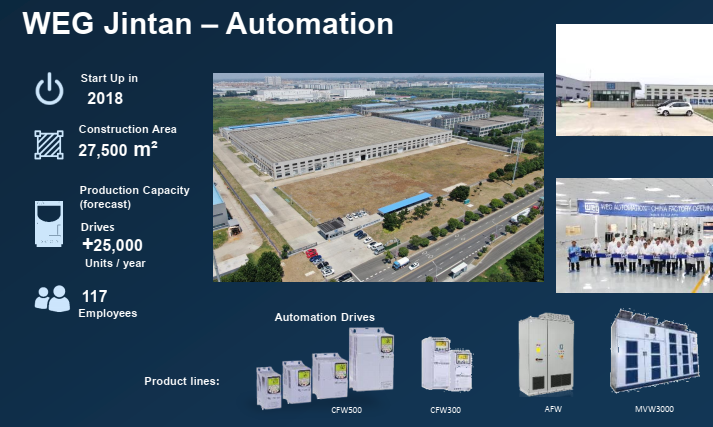 WEG Jintan – Automation
Start Up in
2018
Construction Area
27,500 m²
Production Capacity
(forecast)
Drives
+25,000
Units / year
117
Employees
WEG AUTOMATION CHINA FACTORY OPENING
Automation Drives
Product lines:
CFW500
CFW300
AFW
MVW3000